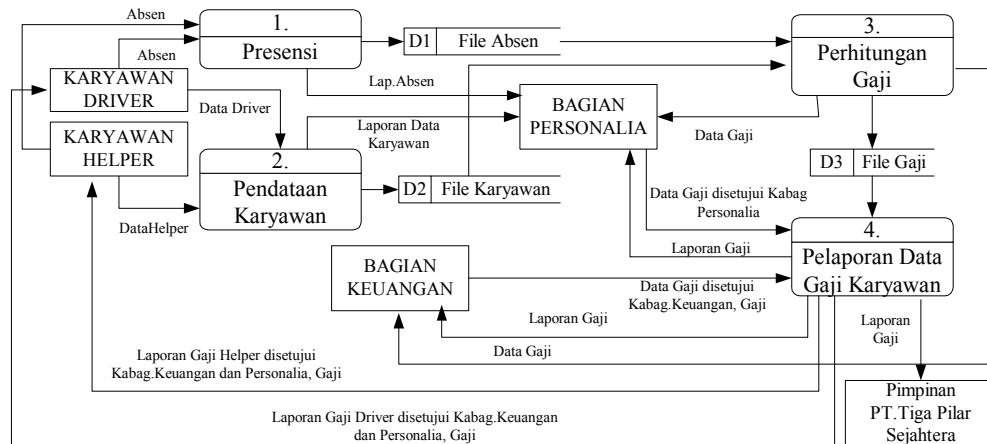 Absen
1.
Presensi
D1 File Absen
3.
Perhitungan
Gaji
Absen
KARYAWAN
DRIVER
Lap.Absen
Data Driver
BAGIAN
PERSONALIA
Laporan Data
Karyawan
Data Gaji
KARYAWAN
HELPER
2.
Pendataan
Karyawan
D2 File Karyawan
D3 File Gaji
DataHelper
Data Gaji disetujui Kabag
Personalia
4.
Pelaporan Data
Gaji Karyawan
Laporan Gaji
BAGIAN
KEUANGAN
Data Gaji disetujui
Kabag.Keuangan, Gaji
Laporan Gaji
Laporan
Gaji
Data Gaji
Laporan Gaji Helper disetujui
Kabag.Keuangan dan Personalia, Gaji
Pimpinan
PT.Tiga Pilar
Sejahtera
Laporan Gaji Driver disetujui Kabag.Keuangan
dan Personalia, Gaji